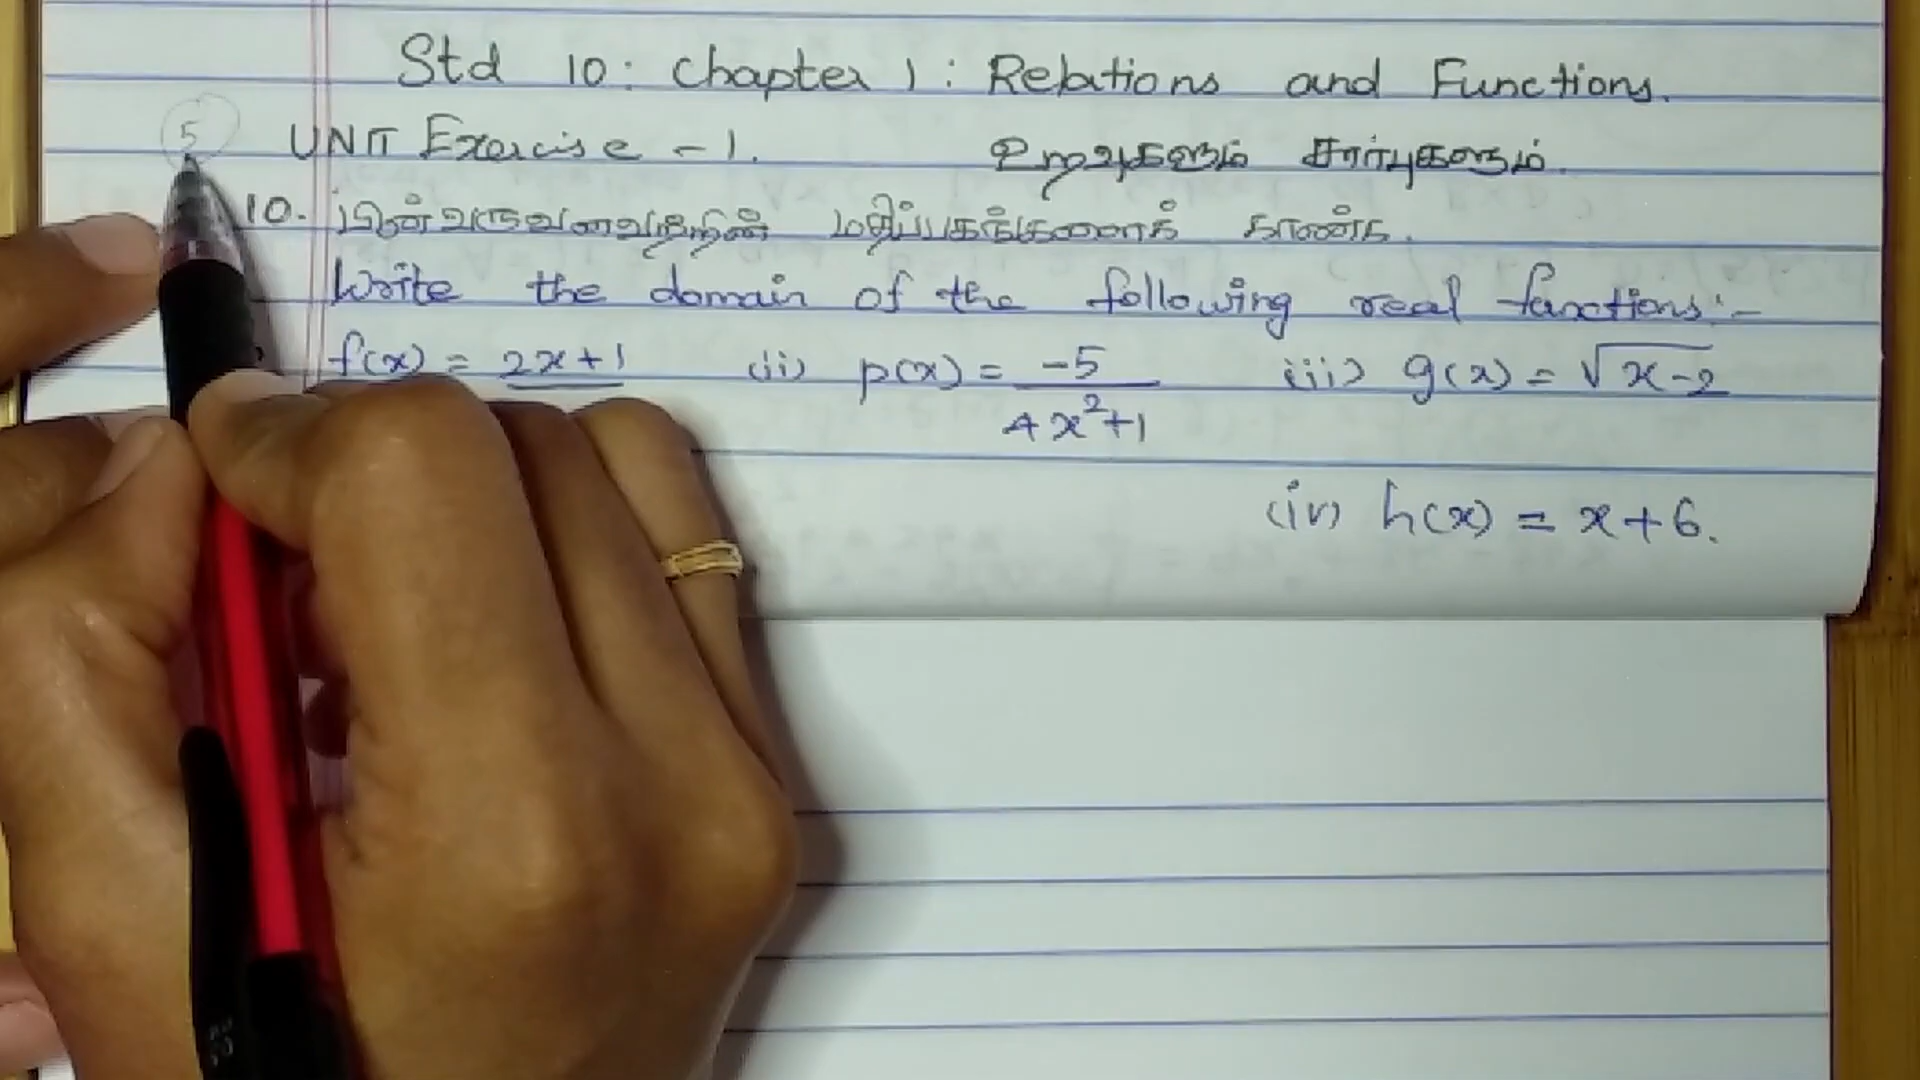 Std 10: Chapter 1: Relations and Functions.
5 UNIT Exercise - 1. உறவுகளும் சார்புகளும்.
10. பின்வருவனவற்றின் மதிப்பகங்களைக் காண்க.
Write the domain of the following real functions:-
f(x) = 2x+1 (ii) p(x) = -5 / 4x²+1 (iii) g(x) = √x-2
(iv) h(x) = x+6.